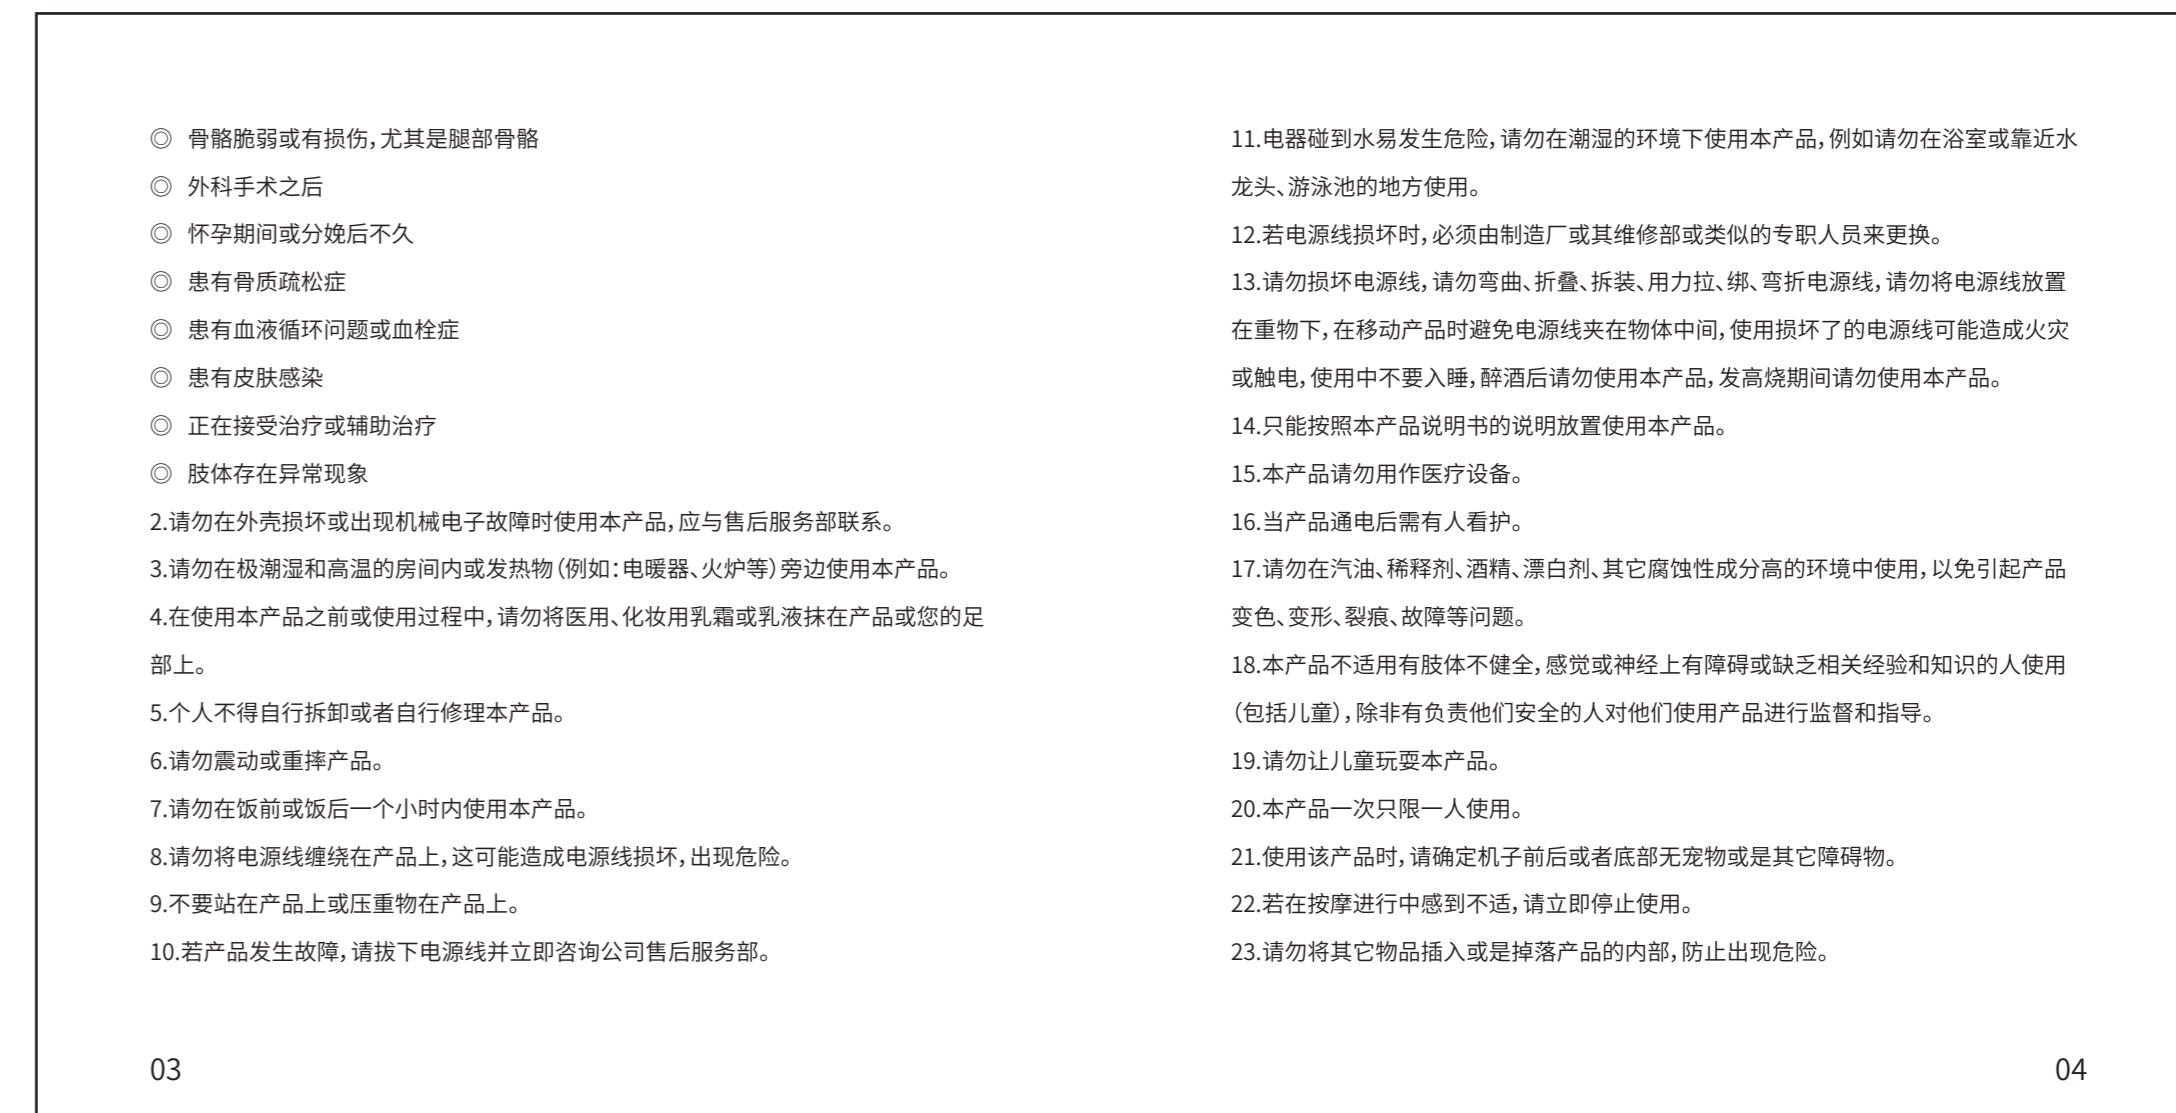 ◎ 骨骼脆弱或有损伤,尤其是腿部骨骼
◎ 外科手术之后
◎ 怀孕期间或分娩后不久
◎ 患有骨质疏松症
◎ 患有血液循环问题或血栓症
◎ 患有皮肤感染
◎ 正在接受治疗或辅助治疗
◎ 肢体存在异常现象
2.请勿在外壳损坏或出现机械电子故障时使用本产品,应与售后服务部联系。
3.请勿在极潮湿和高温的房间内或发热物(例如:电暖器、火炉等)旁边使用本产品。
4.在使用本产品之前或使用过程中,请勿将医用、化妆用乳霜或乳液抹在产品或您的足
部上。
5.个人不得自行拆卸或者自行修理本产品。
6.请勿震动或重摔产品。
7.请勿在饭前或饭后一个小时内使用本产品。
8.请勿将电源线缠绕在产品上,这可能造成电源线损坏,出现危险。
9.不要站在产品上或压重物在产品上。
10.若产品发生故障,请拔下电源线并立即咨询公司售后服务部。
03
11.电器碰到水易发生危险,请勿在潮湿的环境下使用本产品,例如请勿在浴室或靠近水
龙头、游泳池的地方使用。
12.若电源线损坏时,必须由制造厂或其维修部或类似的专职人员来更换。
13.请勿损坏电源线,请勿弯曲、折叠、拆装、用力拉、绑、弯折电源线,请勿将电源线放置
在重物下,在移动产品时避免电源线夹在物体中间,使用损坏了的电源线可能造成火灾
或触电,使用中不要入睡,醉酒后请勿使用本产品,发高烧期间请勿使用本产品。
14.只能按照本产品说明书的说明放置使用本产品。
15.本产品请勿用作医疗设备。
16.当产品通电后需有人看护。
17.请勿在汽油、稀释剂、酒精、漂白剂、其它腐蚀性成分高的环境中使用,以免引起产品
变色、变形、裂痕、故障等问题。
18.本产品不适用有肢体不健全,感觉或神经上有障碍或缺乏相关经验和知识的人使用
(包括儿童),除非有负责他们安全的人对他们使用产品进行监督和指导。
19.请勿让儿童玩耍本产品。
20.本产品一次只限一人使用。
21.使用该产品时,请确定机子前后或者底部无宠物或是其它障碍物。
22.若在按摩进行中感到不适,请立即停止使用。
23.请勿将其它物品插入或是掉落产品的内部,防止出现危险。
04